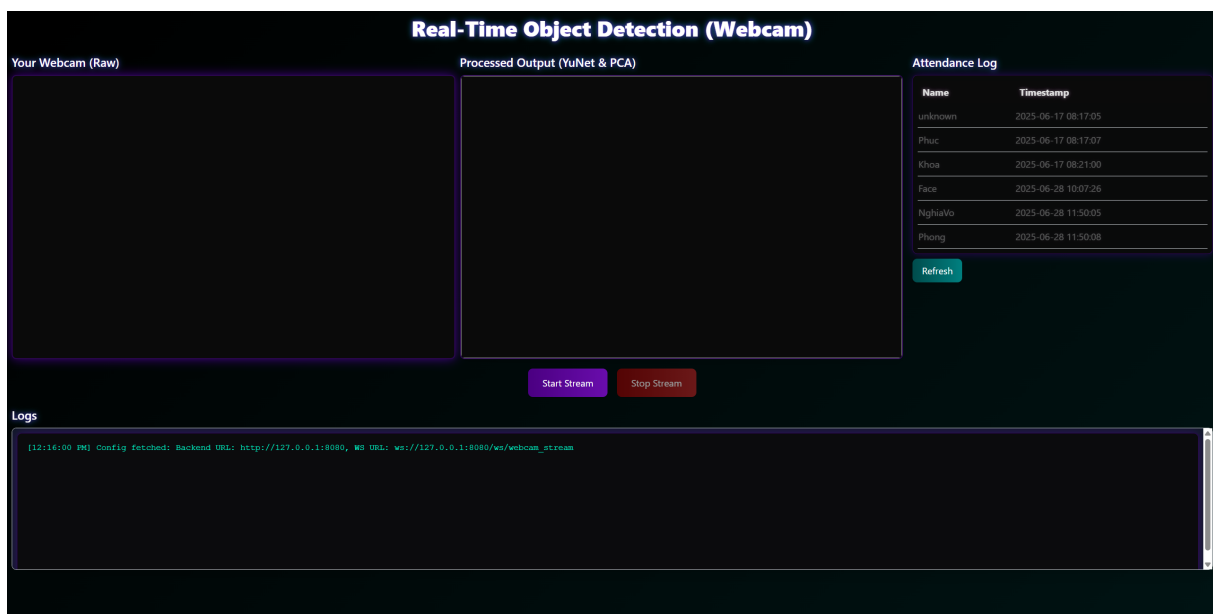 Real-Time Object Detection (Webcam)
Your Webcam (Raw)
Processed Output (YuNet & PCA)
Attendance Log
Name Timestamp
unknown 2025-06-17 08:17:05
Phuc 2025-06-17 08:17:07
Khoa 2025-06-17 08:21:00
Face 2025-06-28 10:07:26
NghiaVo 2025-06-28 11:50:05
Phong 2025-06-28 11:50:08
Refresh
Start Stream
Stop Stream
Logs
[12:16:00 PM] Config fetched: Backend URL: http://127.0.0.1:8080, WS URL: ws://127.0.0.1:8080/ws/webcam_stream